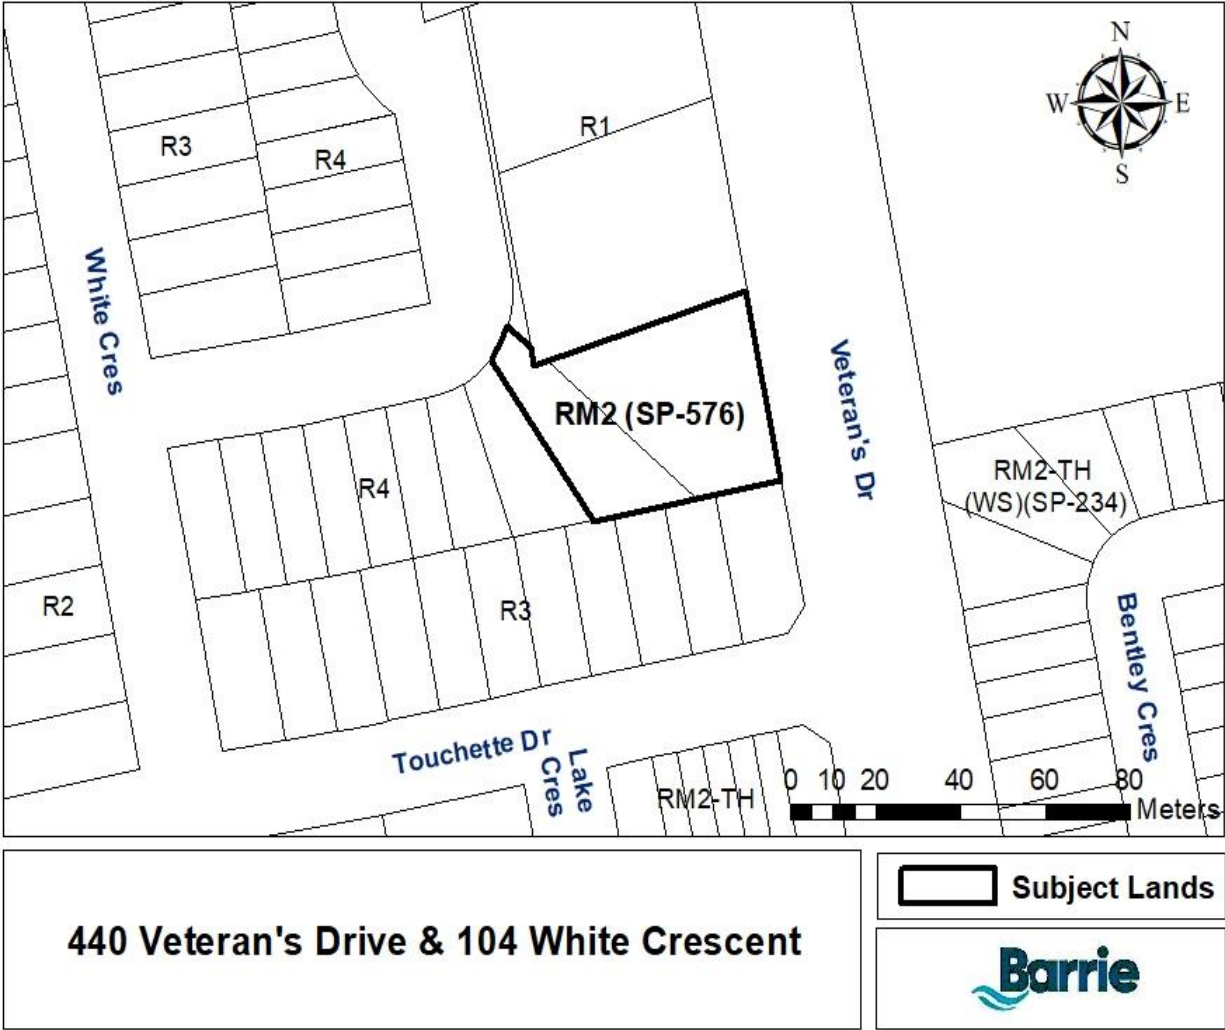 N
W E
S
R1
R3
R4
White Cres
RM2 (SP-576)
Veteran's Dr
R4
RM2-TH
(WS)(SP-234)
R2
R3
Bentley Cres
Touchette Dr
Lake
Cres
RM2-TH
0 10 20 40 60 80
Meters
440 Veteran's Drive & 104 White Crescent
Subject Lands
Barrie